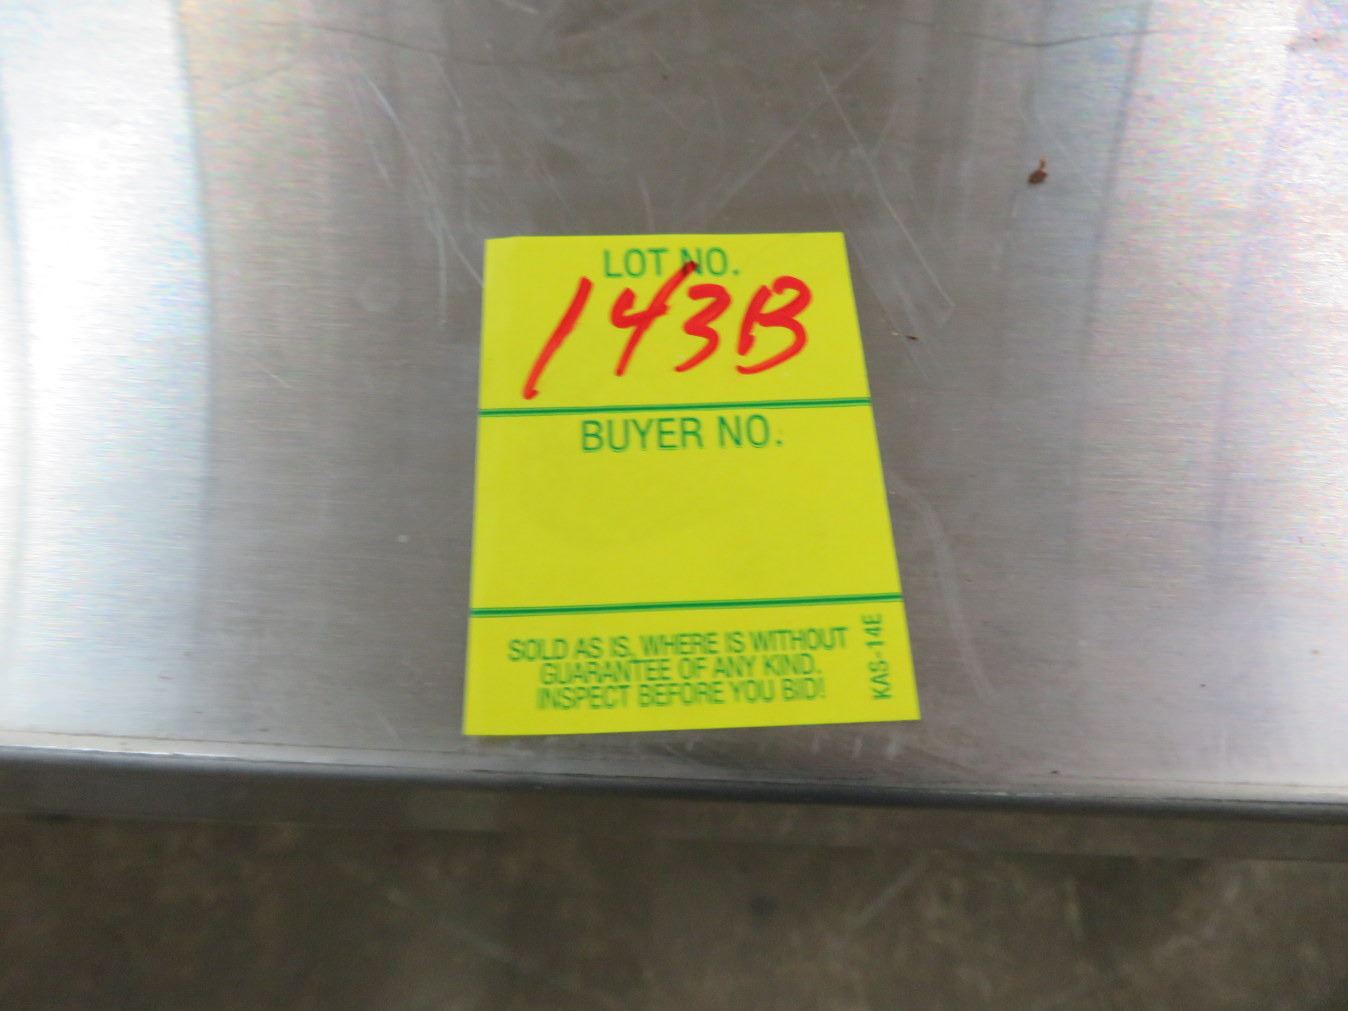 LOT NO.
143B
BUYER NO.
SOLD AS IS, WHERE IS WITHOUT
GUARANTEE OF ANY KIND.
INSPECT BEFORE YOU BID!
KAS-14E